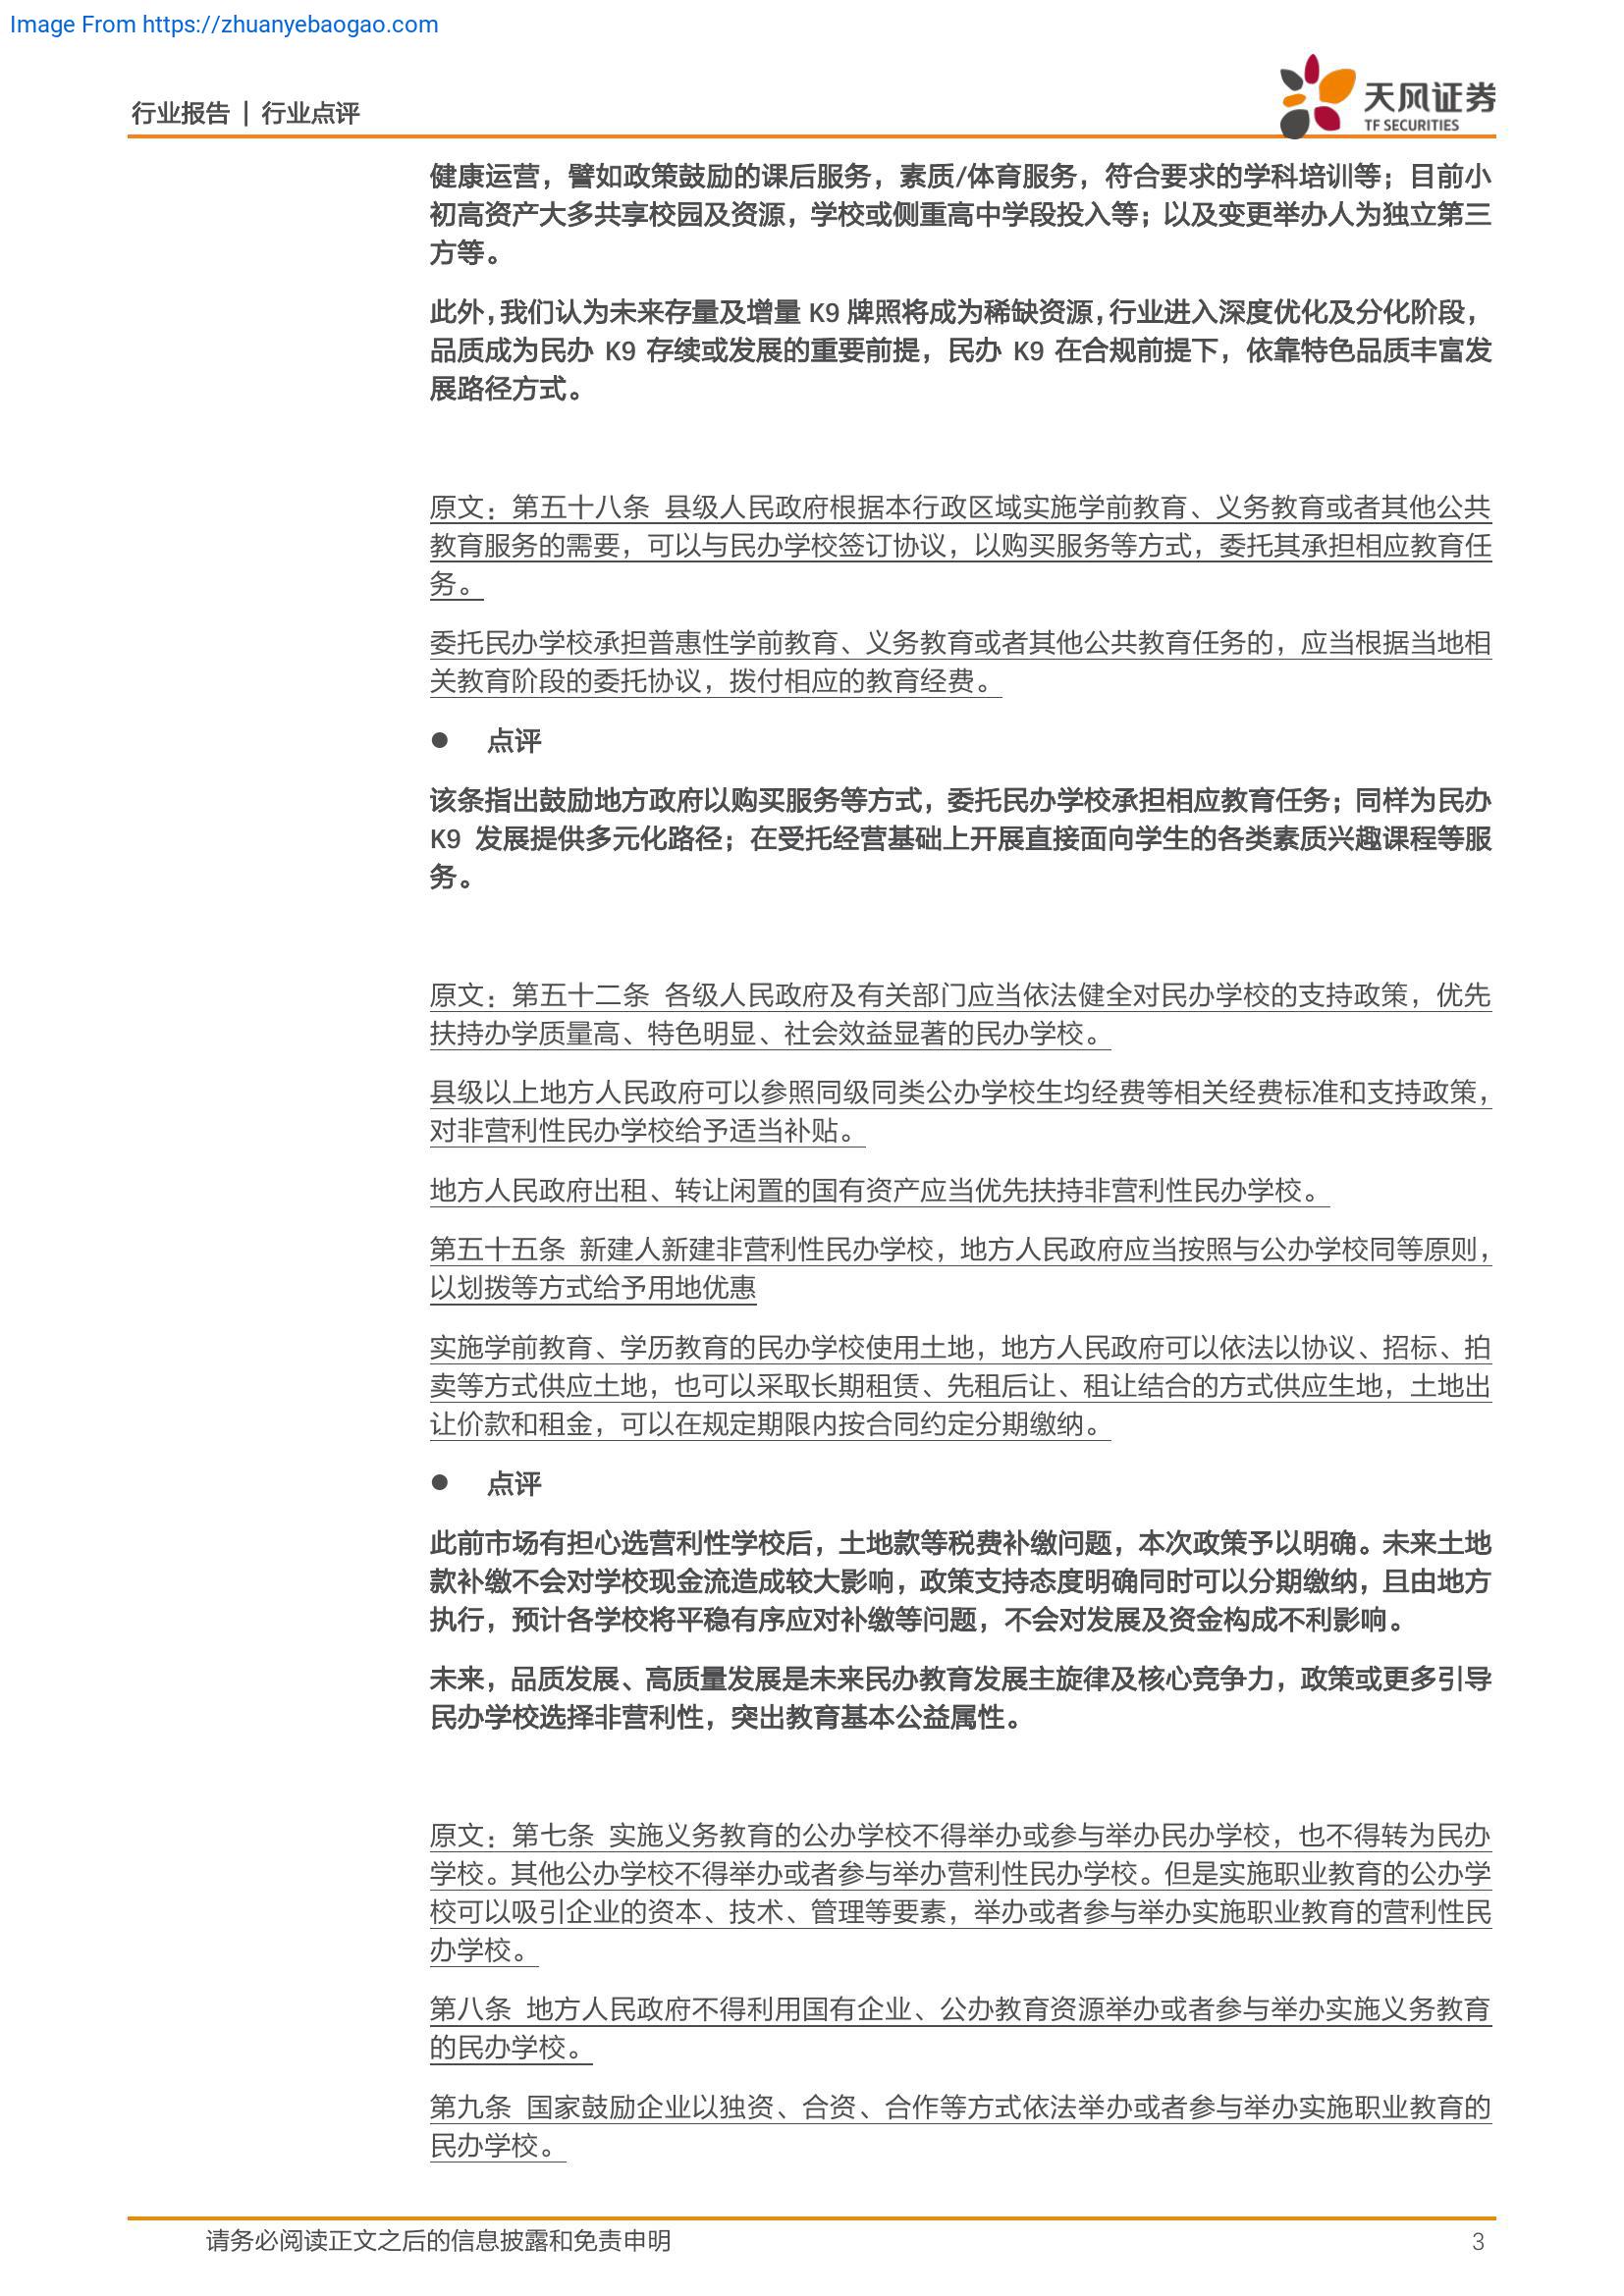 Image From https://zhuanyebaogao.com
行业报告 | 行业点评
天风证券
TF SECURITIES
健康运营，譬如政策鼓励的课后服务，素质/体育服务，符合要求的学科培训等；目前小
初高资产大多共享校园及资源，学校或侧重高中学段投入等；以及变更举办人为独立第三
方等。
此外，我们认为未来存量及增量 K9 牌照将成为稀缺资源，行业进入深度优化及分化阶段，
品质成为民办 K9 存续或发展的重要前提，民办 K9 在合规前提下，依靠特色品质丰富发
展路径方式。
原文：第五十八条 县级人民政府根据本行政区域实施学前教育、义务教育或者其他公共
教育服务的需要，可以与民办学校签订协议，以购买服务等方式，委托其承担相应教育任
务。
委托民办学校承担普惠性学前教育、义务教育或者其他公共教育任务的，应当根据当地相
关教育阶段的委托协议，拨付相应的教育经费。
● 点评
该条指出鼓励地方政府以购买服务等方式，委托民办学校承担相应教育任务；同样为民办
K9 发展提供多元化路径；在受托经营基础上开展直接面向学生的各类素质兴趣课程等服
务。
原文：第五十二条 各级人民政府及有关部门应当依法健全对民办学校的支持政策，优先
扶持办学质量高、特色明显、社会效益显著的民办学校。
县级以上地方人民政府可以参照同级同类公办学校生均经费等相关经费标准和支持政策，
对非营利性民办学校给予适当补贴。
地方人民政府出租、转让闲置的国有资产应当优先扶持非营利性民办学校。
第五十五条 新建人新建非营利性民办学校，地方人民政府应当按照与公办学校同等原则，
以划拨等方式给予用地优惠
实施学前教育、学历教育的民办学校使用土地，地方人民政府可以依法以协议、招标、拍
卖等方式供应土地，也可以采取长期租赁、先租后让、租让结合的方式供应生地，土地出
让价款和租金，可以在规定期限内按合同约定分期缴纳。
● 点评
此前市场有担心选营利性学校后，土地款等税费补缴问题，本次政策予以明确。未来土地
款补缴不会对学校现金流造成较大影响，政策支持态度明确同时可以分期缴纳，且由地方
执行，预计各学校将平稳有序应对补缴等问题，不会对发展及资金构成不利影响。
未来，品质发展、高质量发展是未来民办教育发展主旋律及核心竞争力，政策或更多引导
民办学校选择非营利性，突出教育基本公益属性。
原文：第七条 实施义务教育的公办学校不得举办或参与举办民办学校，也不得转为民办
学校。其他公办学校不得举办或者参与举办营利性民办学校。但是实施职业教育的公办学
校可以吸引企业的资本、技术、管理等要素，举办或者参与举办实施职业教育的营利性民
办学校。
第八条 地方人民政府不得利用国有企业、公办教育资源举办或者参与举办实施义务教育
的民办学校。
第九条 国家鼓励企业以独资、合资、合作等方式依法举办或者参与举办实施职业教育的
民办学校。
请务必阅读正文之后的信息披露和免责申明
3